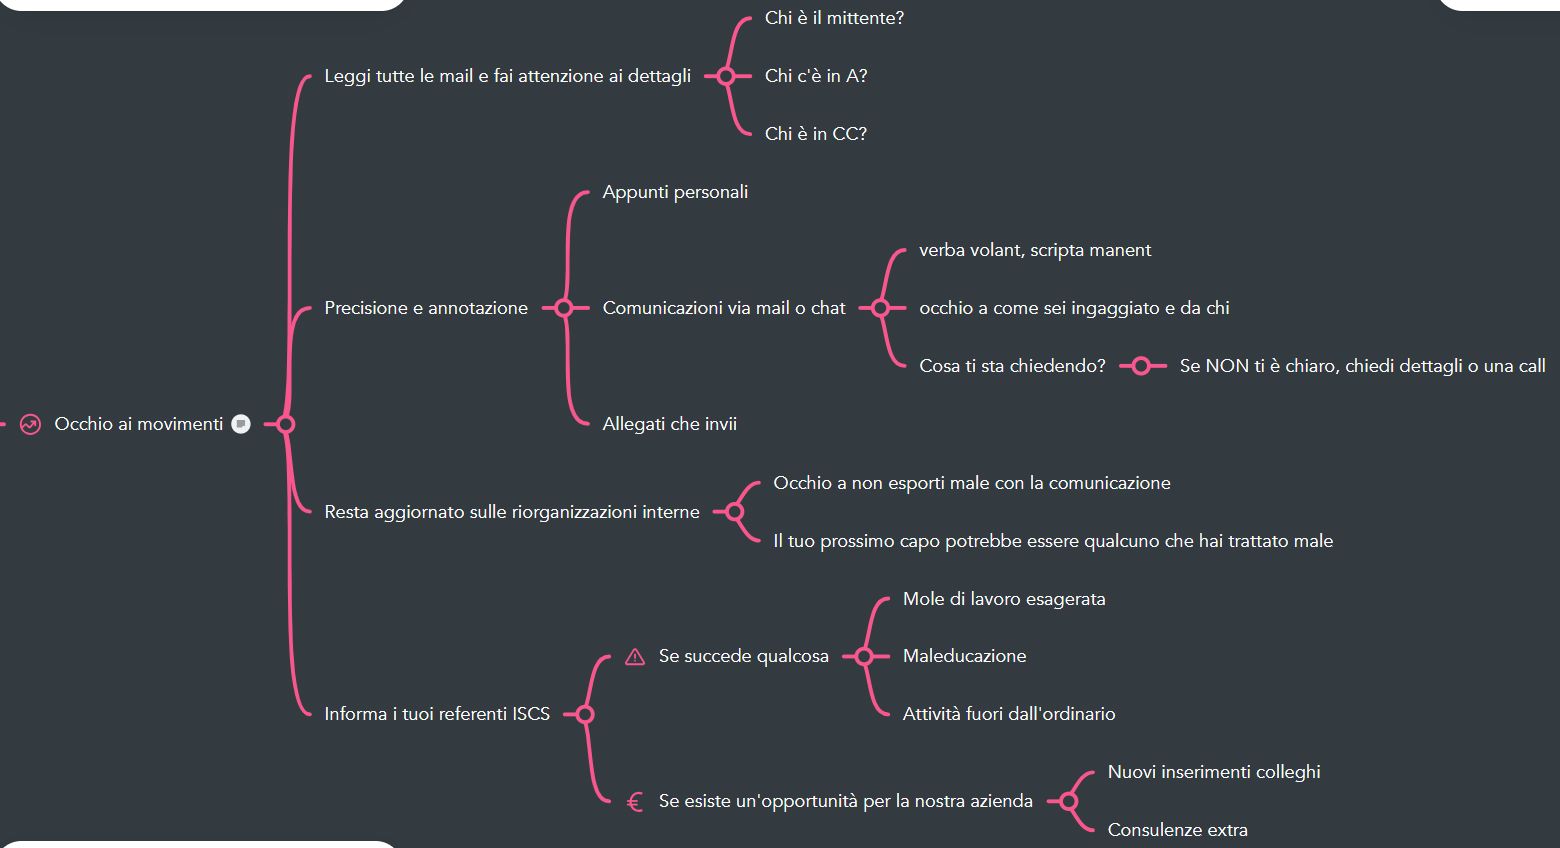 Occhio ai movimenti
Leggi tutte le mail e fai attenzione ai dettagli
Chi è il mittente?
Chi c'è in A?
Chi è in CC?
Precisione e annotazione
Appunti personali
Comunicazioni via mail o chat
verba volant, scripta manent
occhio a come sei ingaggiato e da chi
Cosa ti sta chiedendo?
Se NON ti è chiaro, chiedi dettagli o una call
Allegati che invii
Resta aggiornato sulle riorganizzazioni interne
Occhio a non esporti male con la comunicazione
Il tuo prossimo capo potrebbe essere qualcuno che hai trattato male
Informa i tuoi referenti ISCS
Se succede qualcosa
Mole di lavoro esagerata
Maleducazione
Attività fuori dall'ordinario
€ Se esiste un'opportunità per la nostra azienda
Nuovi inserimenti colleghi
Consulenze extra